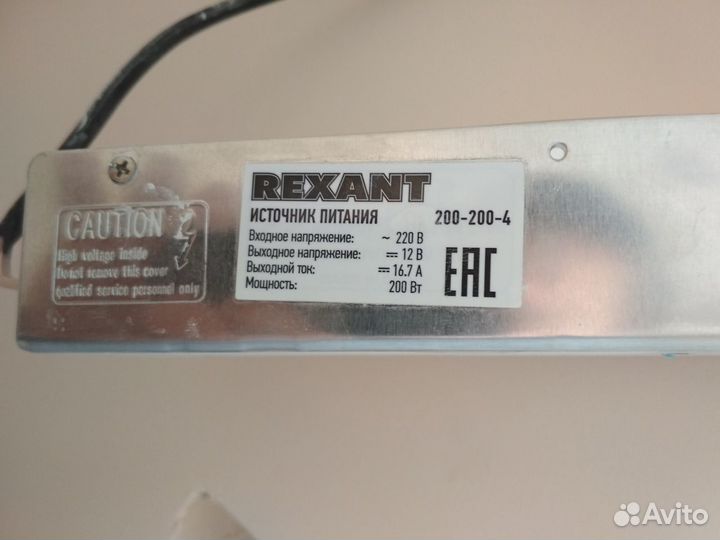 CAUTION
High voltage inside
Do not remove this cover
qualified service personnel only
REXANT
ИСТОЧНИК ПИТАНИЯ 200-200-4
Входное напряжение: ~ 220 В
Выходное напряжение: ⎓ 12 В
Выходной ток: ⎓ 16.7 А
Мощность: 200 Вт
EAC
Avito